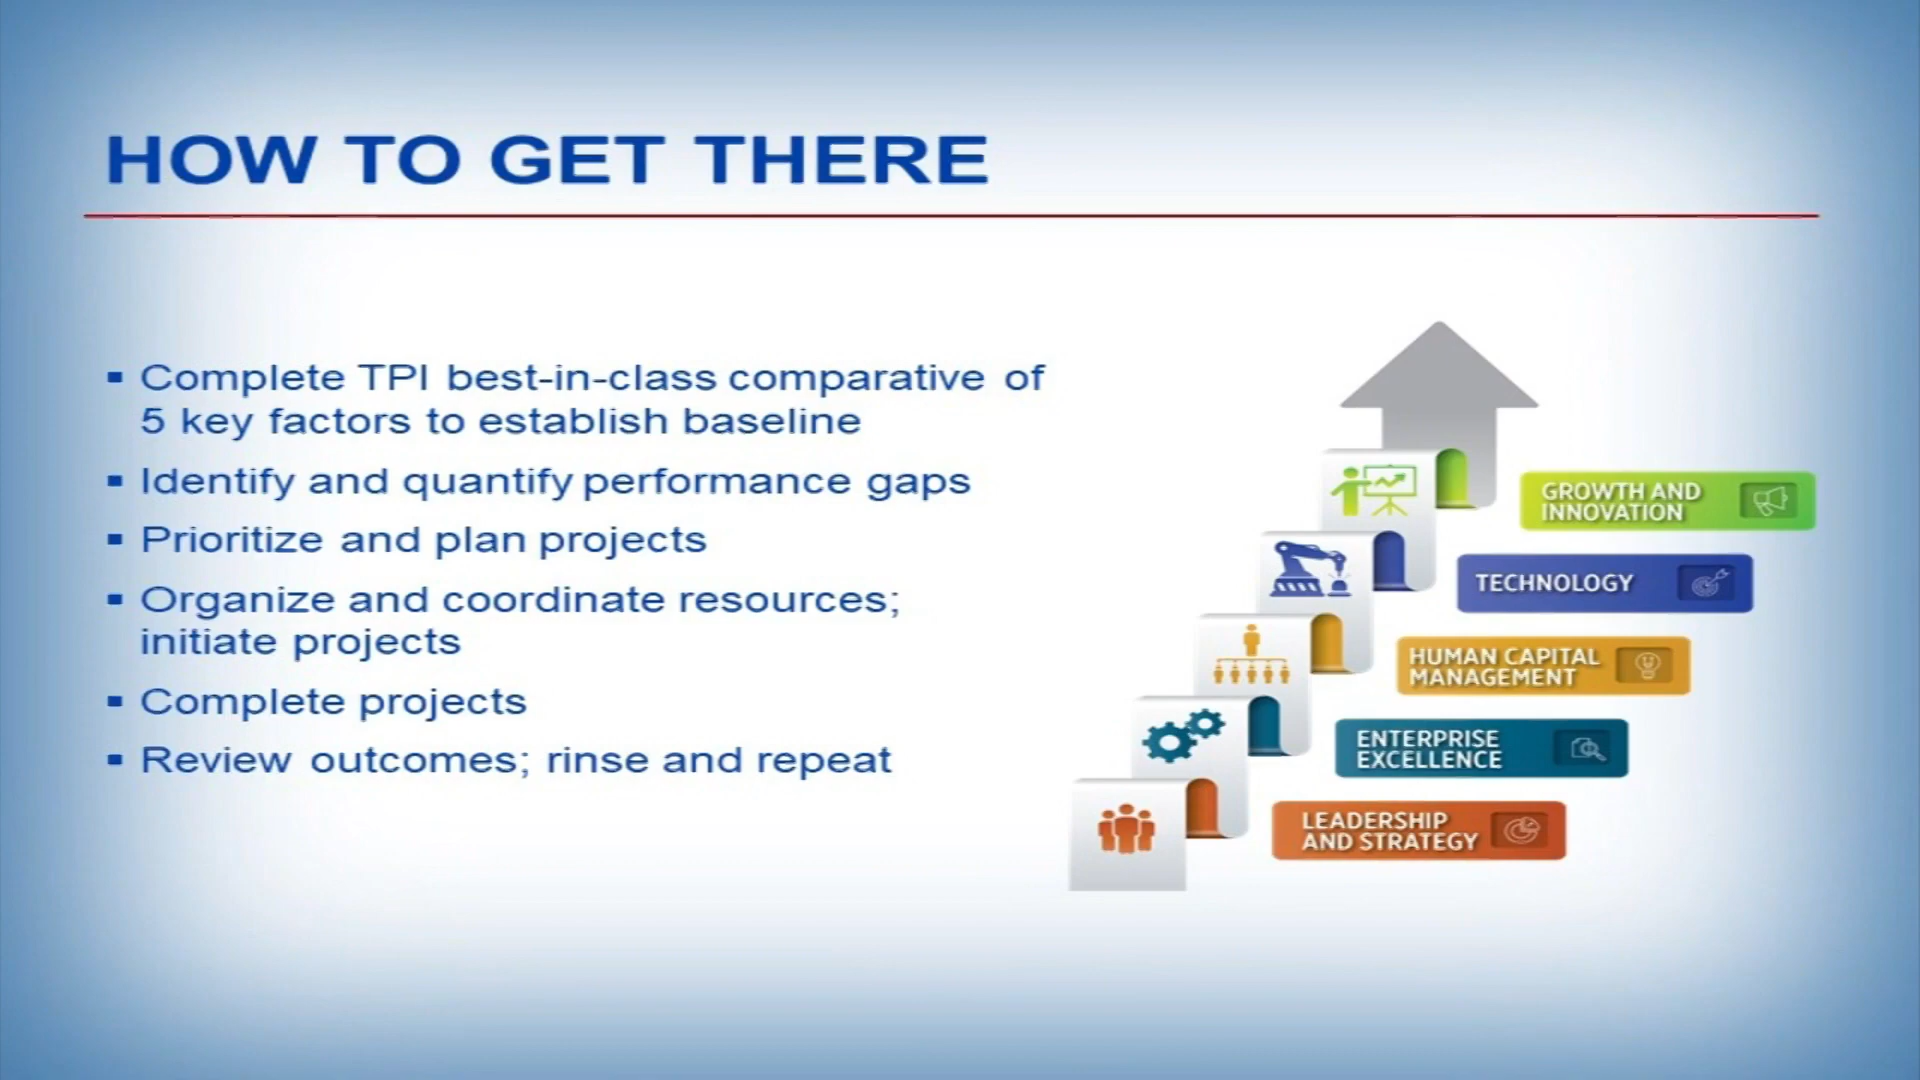 HOW TO GET THERE
▪ Complete TPI best-in-class comparative of
5 key factors to establish baseline
▪ Identify and quantify performance gaps
▪ Prioritize and plan projects
▪ Organize and coordinate resources;
initiate projects
▪ Complete projects
▪ Review outcomes; rinse and repeat
GROWTH AND
INNOVATION
TECHNOLOGY
HUMAN CAPITAL
MANAGEMENT
ENTERPRISE
EXCELLENCE
LEADERSHIP
AND STRATEGY